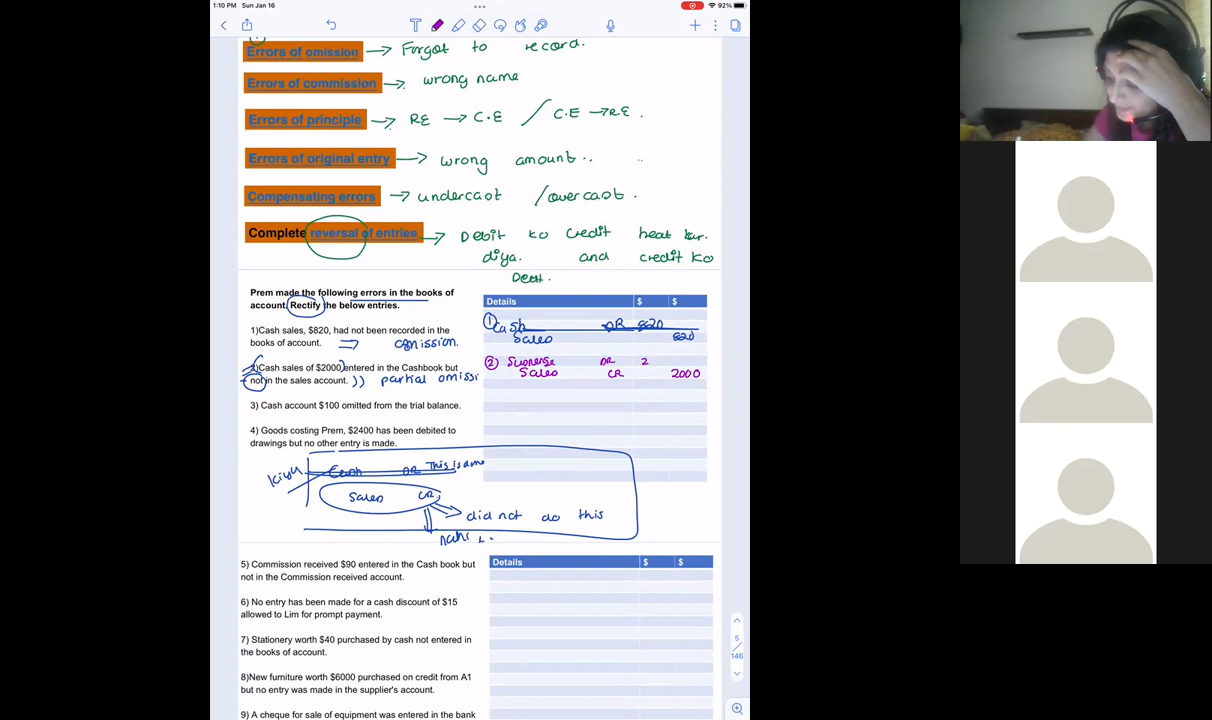 1:10 PM Sun Jan 16
92%
Errors of omission → Forgot to record.
Errors of commission → wrong name
Errors of principle → RE → C.E / C.E → RE.
Errors of original entry → wrong amount..
Compensating errors → undercast / overcast.
Complete reversal of entries → Debit ko credit
diya. and credit ko
Debit.
Prem made the following errors in the books of
account. Rectify the below entries.
1)Cash sales, $820, had not been recorded in the
books of account. ⇒ omission.
2)Cash sales of $2000 entered in the Cashbook but
not in the sales account. )) partial omissi
3) Cash account $100 omitted from the trial balance.
4) Goods costing Prem, $2400 has been debited to
drawings but no other entry is made.
Details $ $
① Cash DR 820
Sales 820
② Suspense DR 2
Sales CR 2000
Cash DR This is
Sales CR
did not do this
5) Commission received $90 entered in the Cash book but
not in the Commission received account.
6) No entry has been made for a cash discount of $15
allowed to Lim for prompt payment.
7) Stationery worth $40 purchased by cash not entered in
the books of account.
8)New furniture worth $6000 purchased on credit from A1
but no entry was made in the supplier's account.
9) A cheque for sale of equipment was entered in the bank
Details $ $
5
146